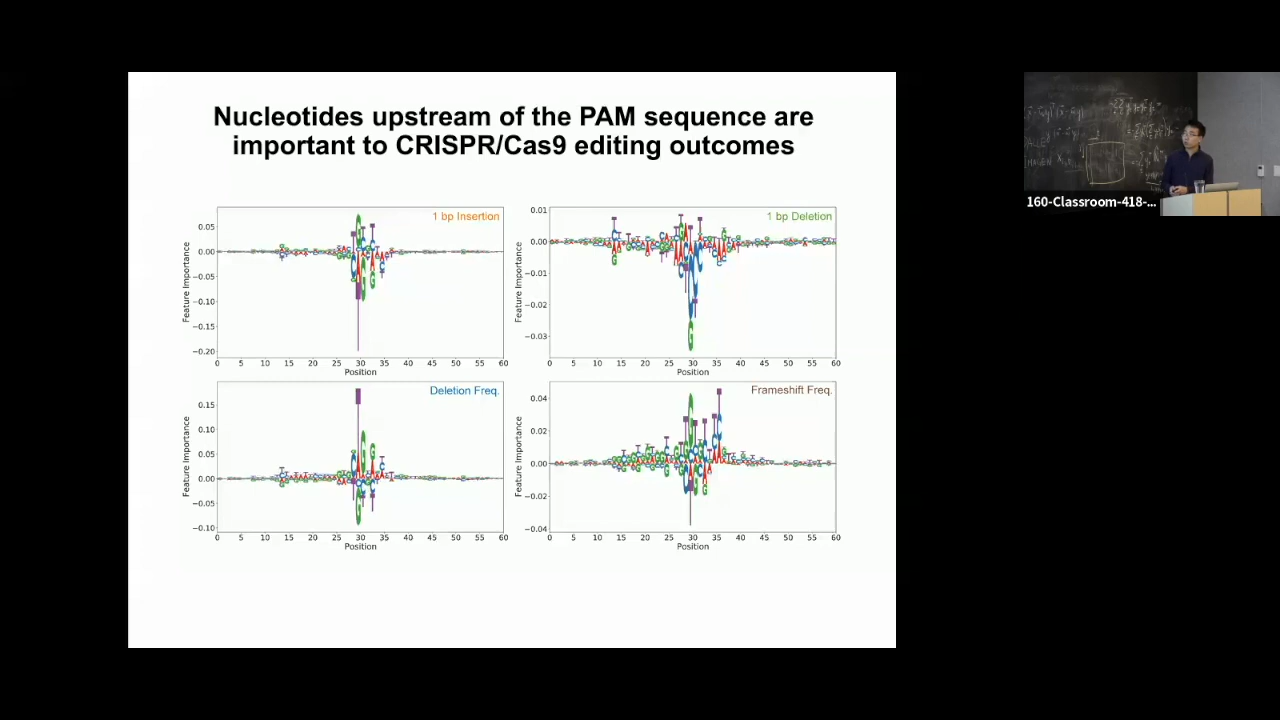 Nucleotides upstream of the PAM sequence are
important to CRISPR/Cas9 editing outcomes
1 bp Insertion
Feature Importance
0.05
0.00
−0.05
−0.10
−0.15
−0.20
0 5 10 15 20 25 30 35 40 45 50 55 60
Position
1 bp Deletion
Feature Importance
0.01
0.00
−0.01
−0.02
−0.03
0 5 10 15 20 25 30 35 40 45 50 55 60
Position
Deletion Freq.
Feature Importance
0.15
0.10
0.05
0.00
−0.05
−0.10
0 5 10 15 20 25 30 35 40 45 50 55 60
Position
Frameshift Freq.
Feature Importance
0.04
0.02
0.00
−0.02
−0.04
0 5 10 15 20 25 30 35 40 45 50 55 60
Position
160-Classroom-418-...